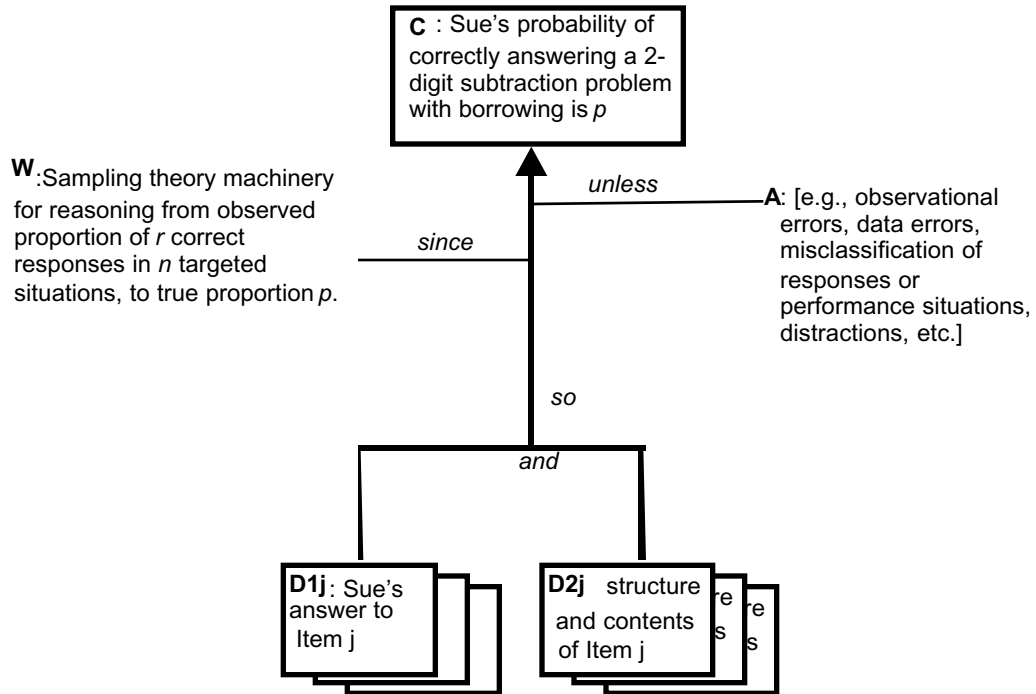 C : Sue's probability of
correctly answering a 2-
digit subtraction problem
with borrowing is p
W:Sampling theory machinery
for reasoning from observed
proportion of r correct
responses in n targeted
situations, to true proportion p.
unless
since
A: [e.g., observational
errors, data errors,
misclassification of
responses or
performance situations,
distractions, etc.]
so
and
D1j: Sue's
answer to
Item j
D2j structure
and contents
of Item j
re
s
re
s